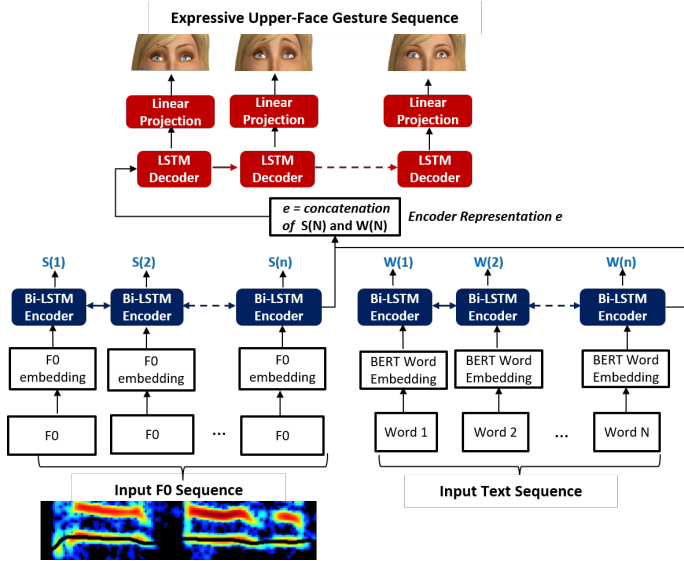 Expressive Upper-Face Gesture Sequence
Linear
Projection
Linear
Projection
Linear
Projection
LSTM
Decoder
LSTM
Decoder
LSTM
Decoder
e = concatenation
of S(N) and W(N)
Encoder Representation e
S(1)
S(2)
S(n)
W(1)
W(2)
W(n)
Bi-LSTM
Encoder
Bi-LSTM
Encoder
Bi-LSTM
Encoder
Bi-LSTM
Encoder
Bi-LSTM
Encoder
Bi-LSTM
Encoder
F0
embedding
F0
embedding
F0
embedding
BERT Word
Embedding
BERT Word
Embedding
BERT Word
Embedding
F0
F0
...
F0
Word 1
Word 2
...
Word N
Input F0 Sequence
Input Text Sequence